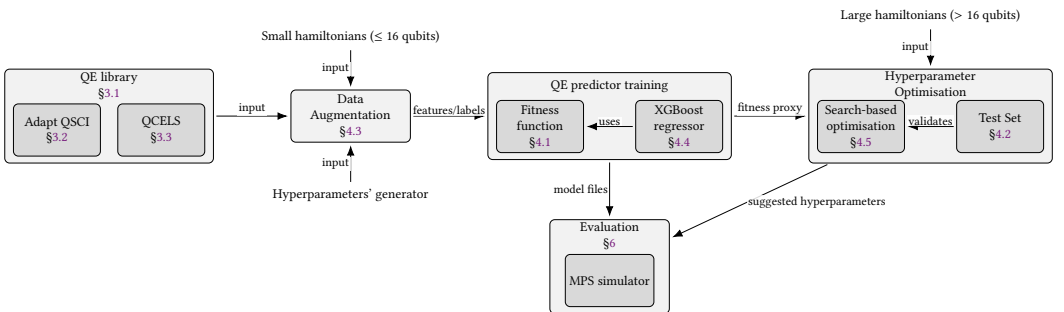 Large hamiltonians (> 16 qubits)
Small hamiltonians (≤ 16 qubits)
input
input
QE library
§3.1
Adapt QSCI
§3.2
QCELS
§3.3
input
Data
Augmentation
§4.3
features/labels
QE predictor training
Fitness
function
§4.1
uses
XGBoost
regressor
§4.4
fitness proxy
Hyperparameter
Optimisation
Search-based
optimisation
§4.5
validates
Test Set
§4.2
input
Hyperparameters' generator
model files
suggested hyperparameters
Evaluation
§6
MPS simulator